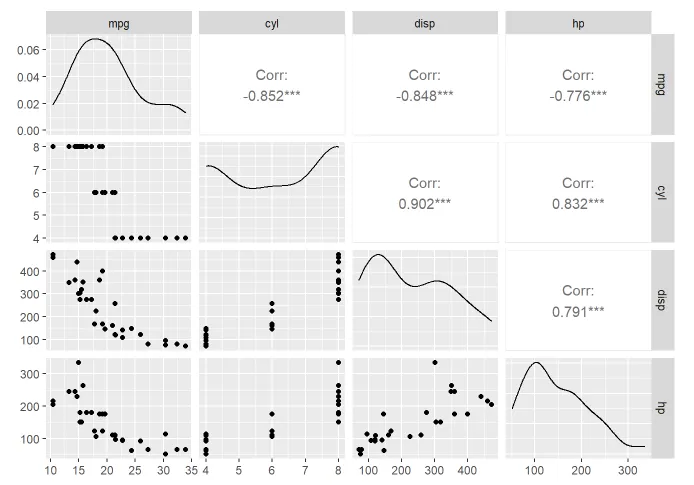 mpg cyl disp hp
0.06
0.04
0.02
0.00
Corr:
-0.852***
Corr:
-0.848***
Corr:
-0.776***
mpg
8
7
6
5
4
Corr:
0.902***
Corr:
0.832***
cyl
400
300
200
100
Corr:
0.791***
disp
300
200
100
hp
10 15 20 25 30 35 4 5 6 7 8 100 200 300 400 100 200 300